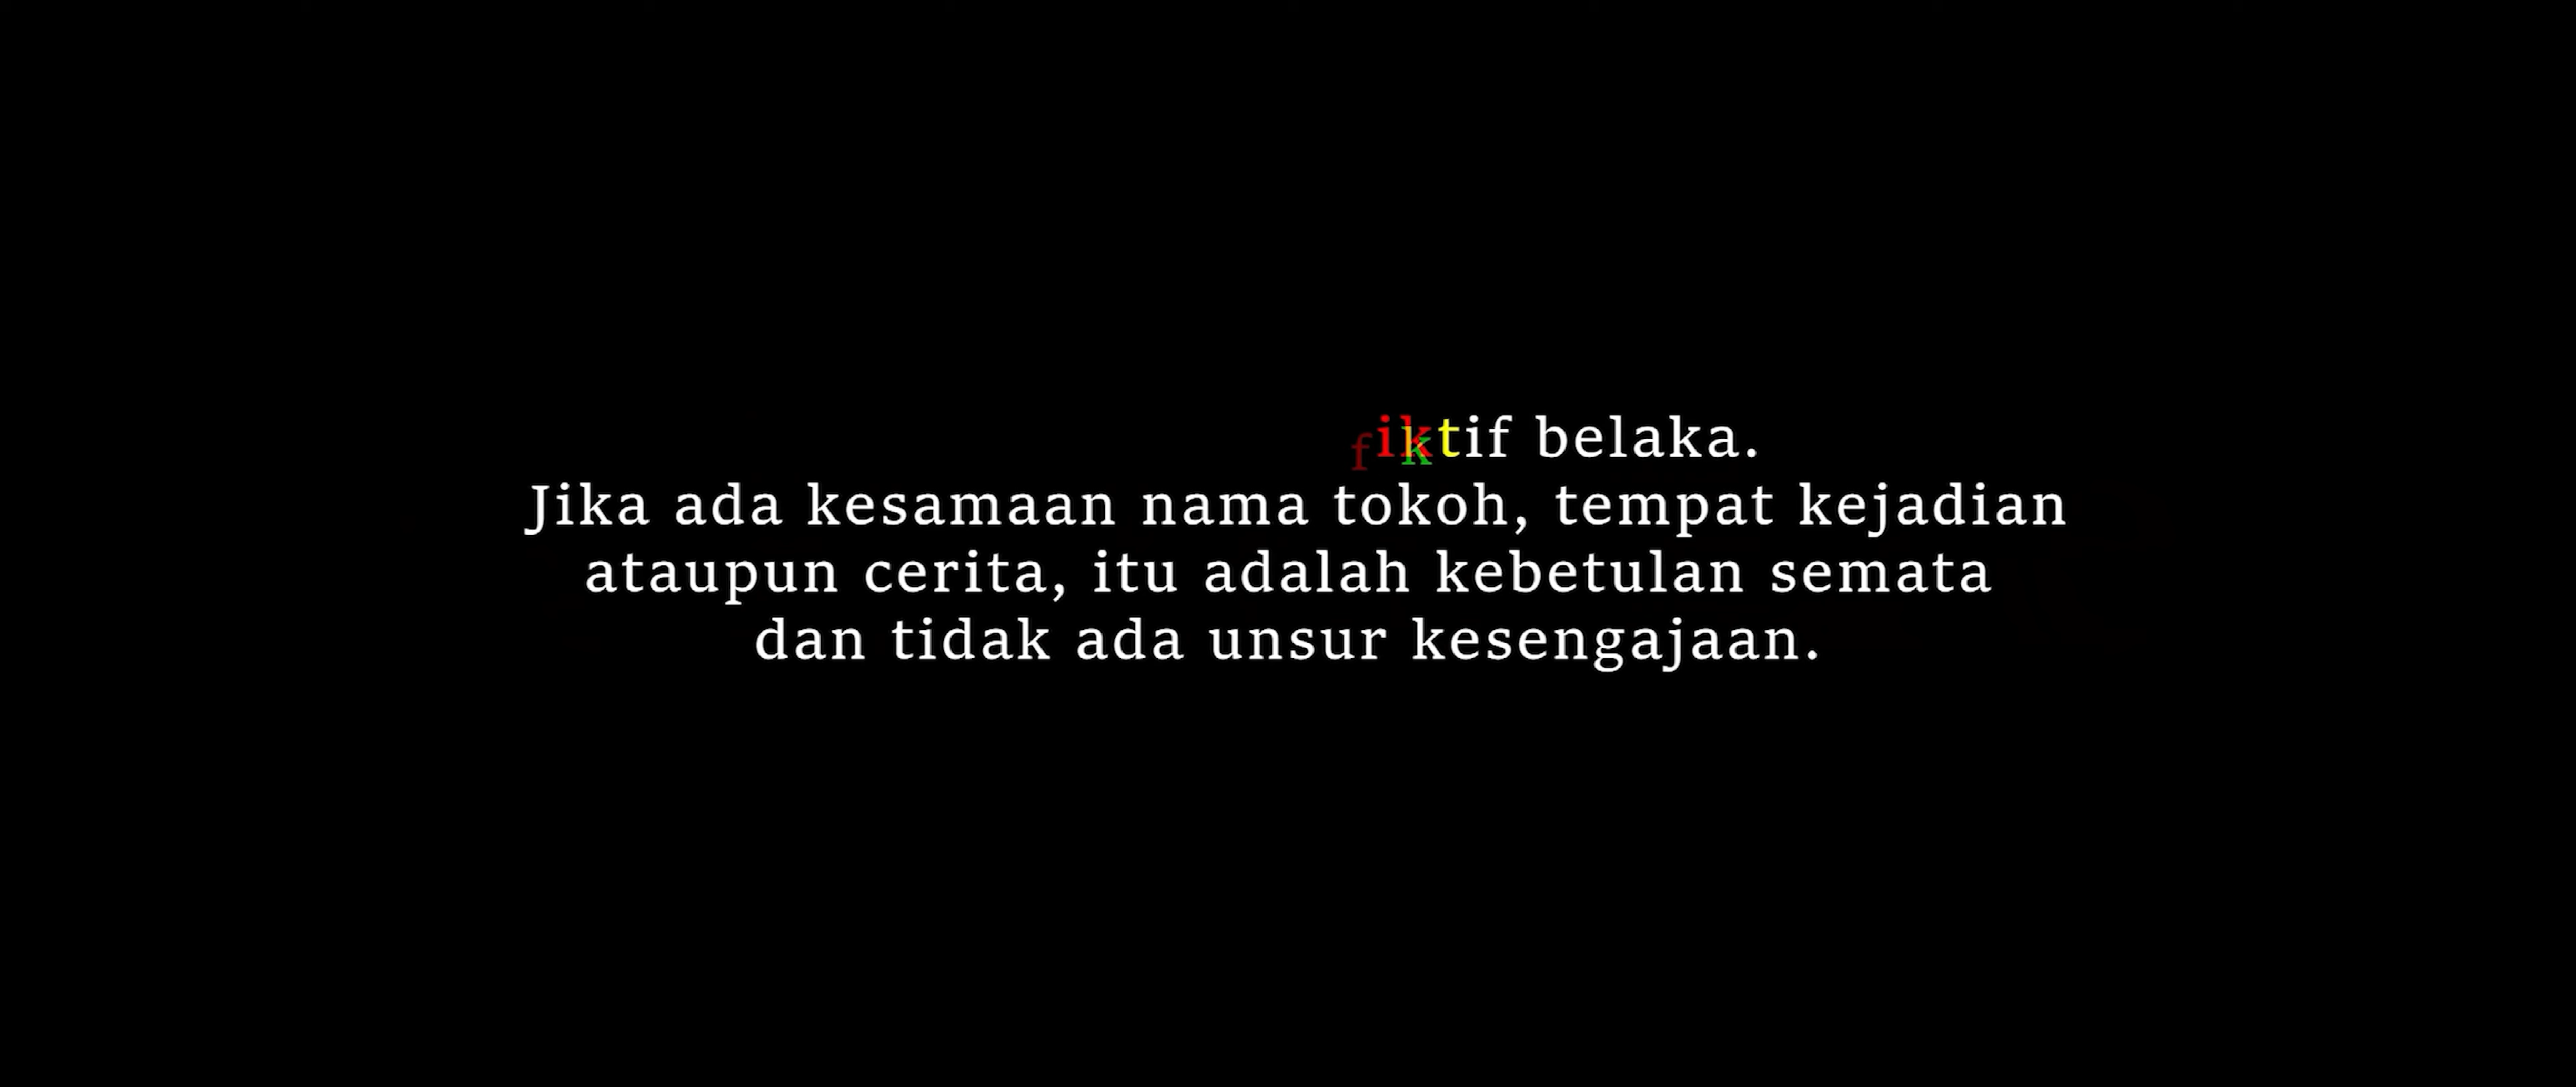 fiktif belaka.
Jika ada kesamaan nama tokoh, tempat kejadian
ataupun cerita, itu adalah kebetulan semata
dan tidak ada unsur kesengajaan.